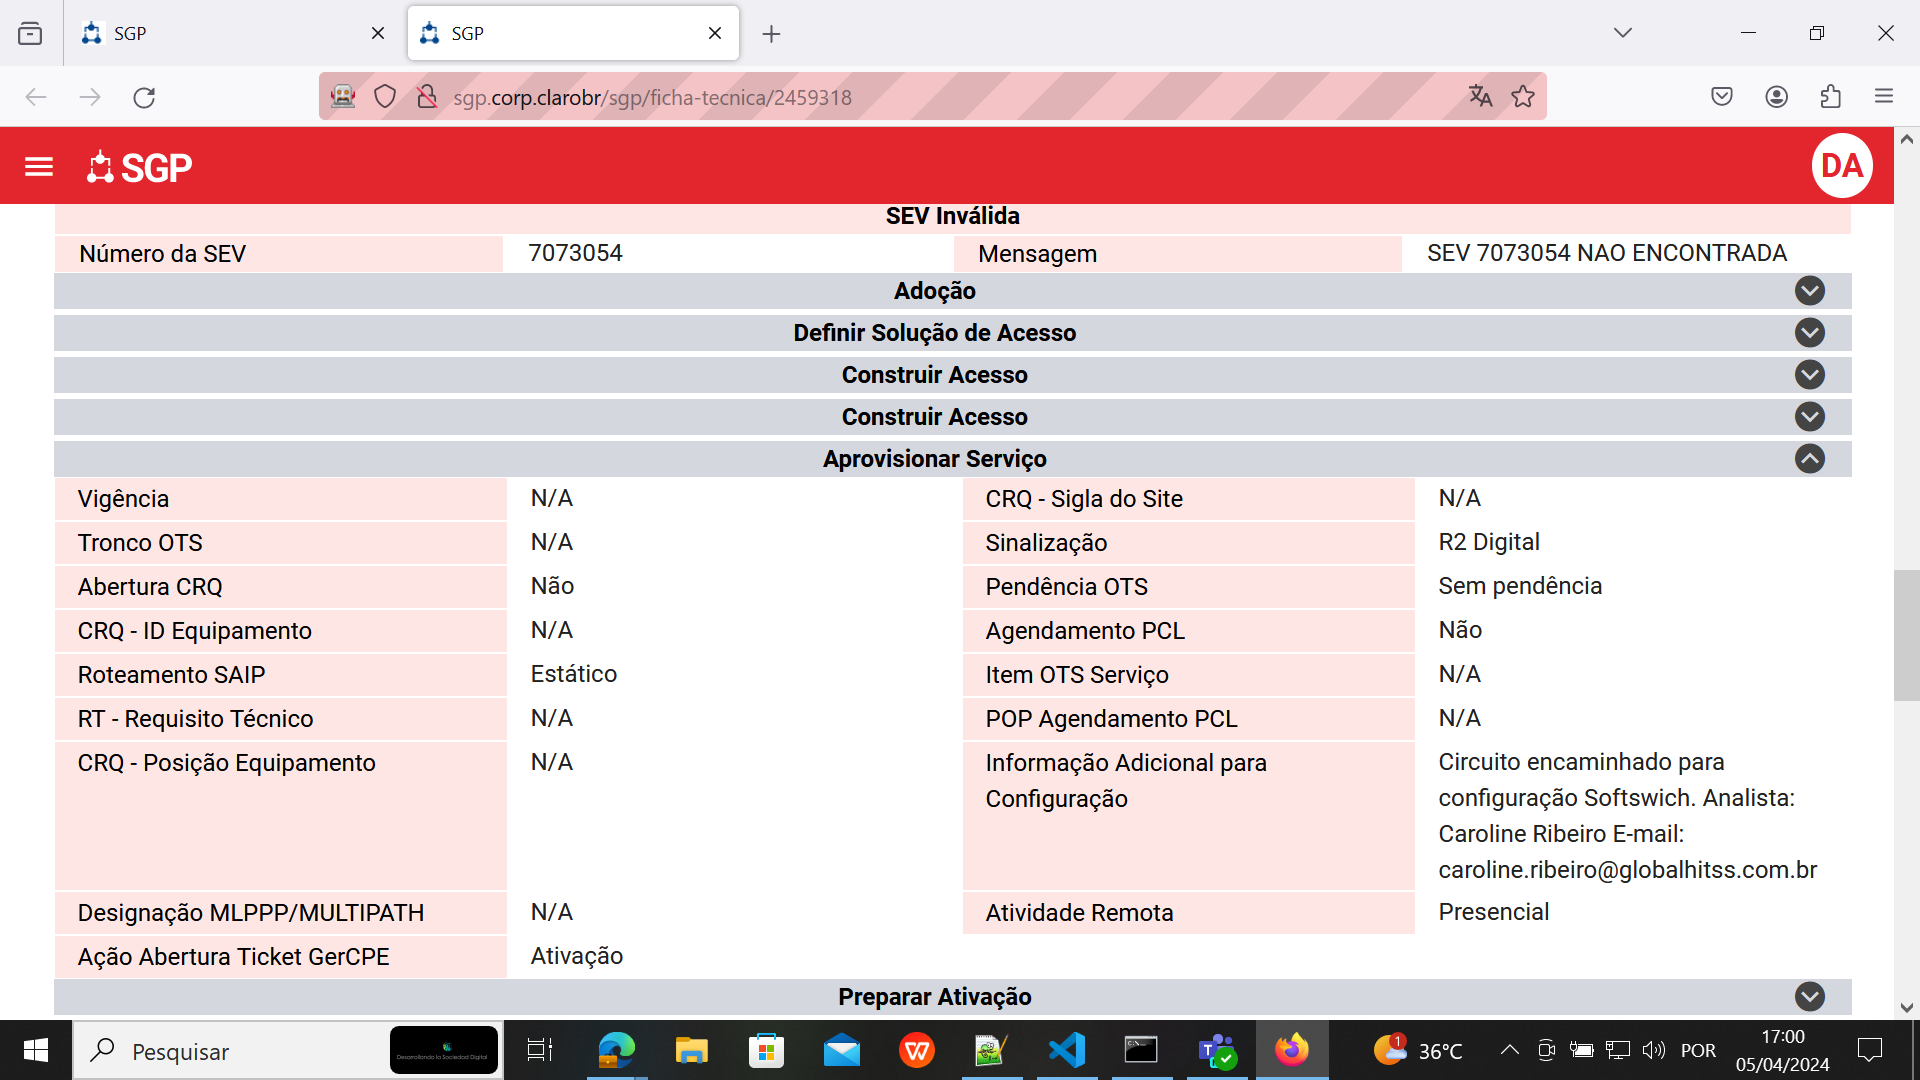 SGP
SGP
sgp.corp.clarobr/sgp/ficha-tecnica/2459318
SGP
DA
SEV Inválida
Número da SEV 7073054 Mensagem SEV 7073054 NAO ENCONTRADA
Adoção
Definir Solução de Acesso
Construir Acesso
Construir Acesso
Aprovisionar Serviço
Vigência N/A CRQ - Sigla do Site N/A
Tronco OTS N/A Sinalização R2 Digital
Abertura CRQ Não Pendência OTS Sem pendência
CRQ - ID Equipamento N/A Agendamento PCL Não
Roteamento SAIP Estático Item OTS Serviço N/A
RT - Requisito Técnico N/A POP Agendamento PCL N/A
CRQ - Posição Equipamento N/A Informação Adicional para Circuito encaminhado para
Configuração configuração Softswich. Analista:
Caroline Ribeiro E-mail:
caroline.ribeiro@globalhitss.com.br
Designação MLPPP/MULTIPATH N/A Atividade Remota Presencial
Ação Abertura Ticket GerCPE Ativação
Preparar Ativação
Pesquisar
Desarrollando la Sociedad Digital
1
36°C
POR
17:00
05/04/2024